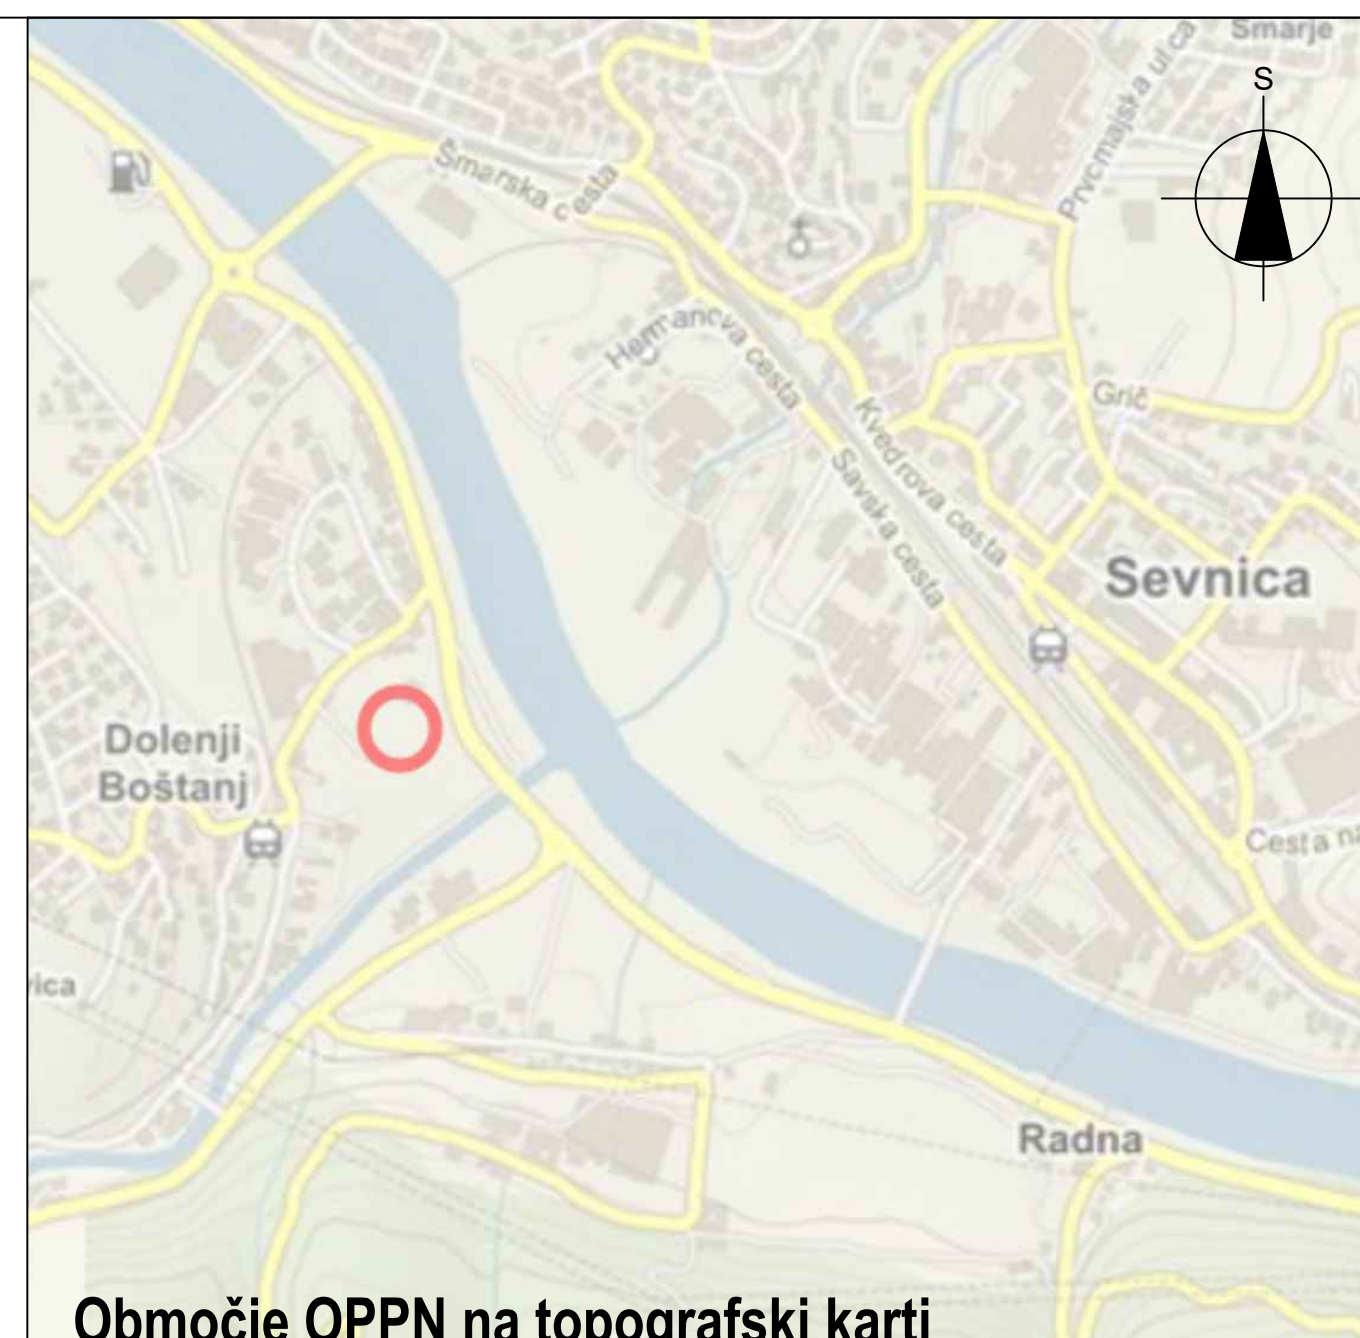 Šmarje
S
Prvomajska ulica
Šmarska cesta
Hermanova cesta
Grič
Kvedrova cesta
Savska cesta
Sevnica
Dolenji
Boštanj
Cesta na
vica
Radna
Območje OPPN na topografski karti